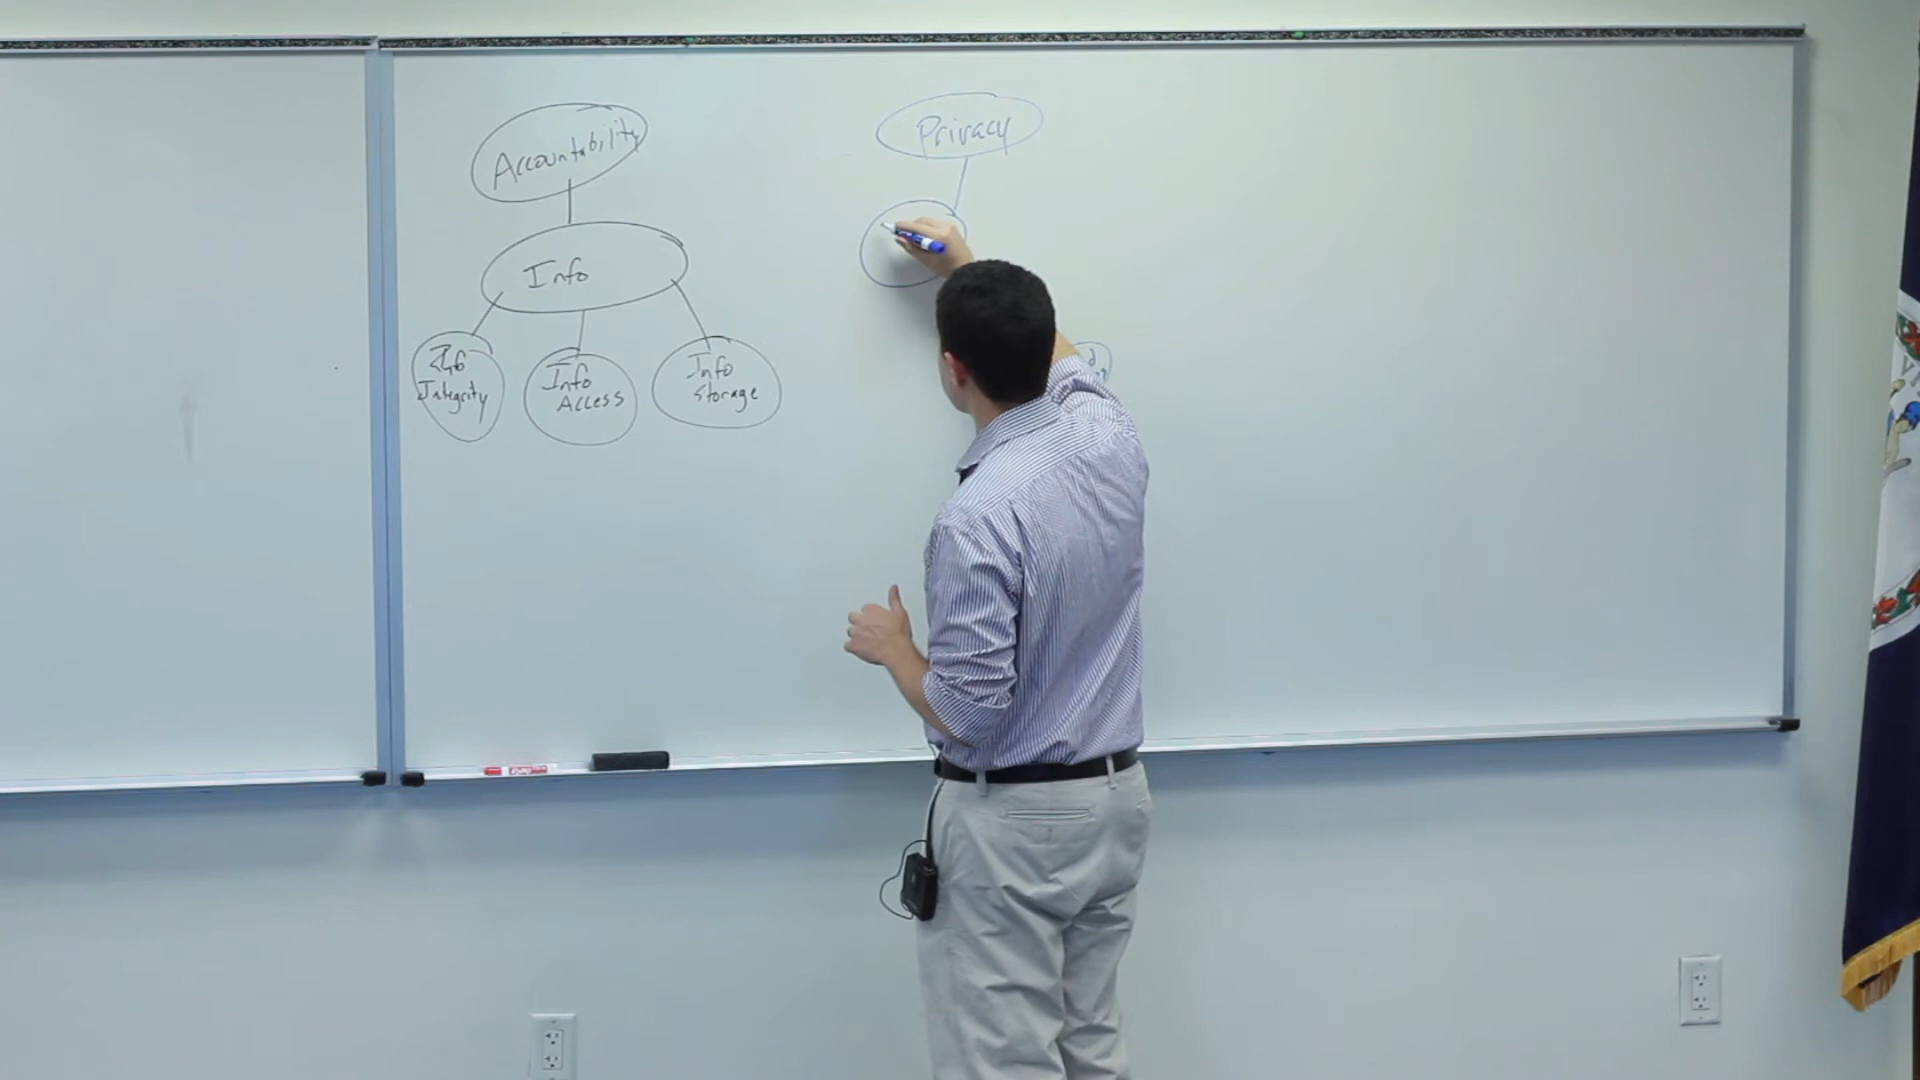 Accountability
Privacy
Info
Info
Integrity
Info
Access
Info
Storage